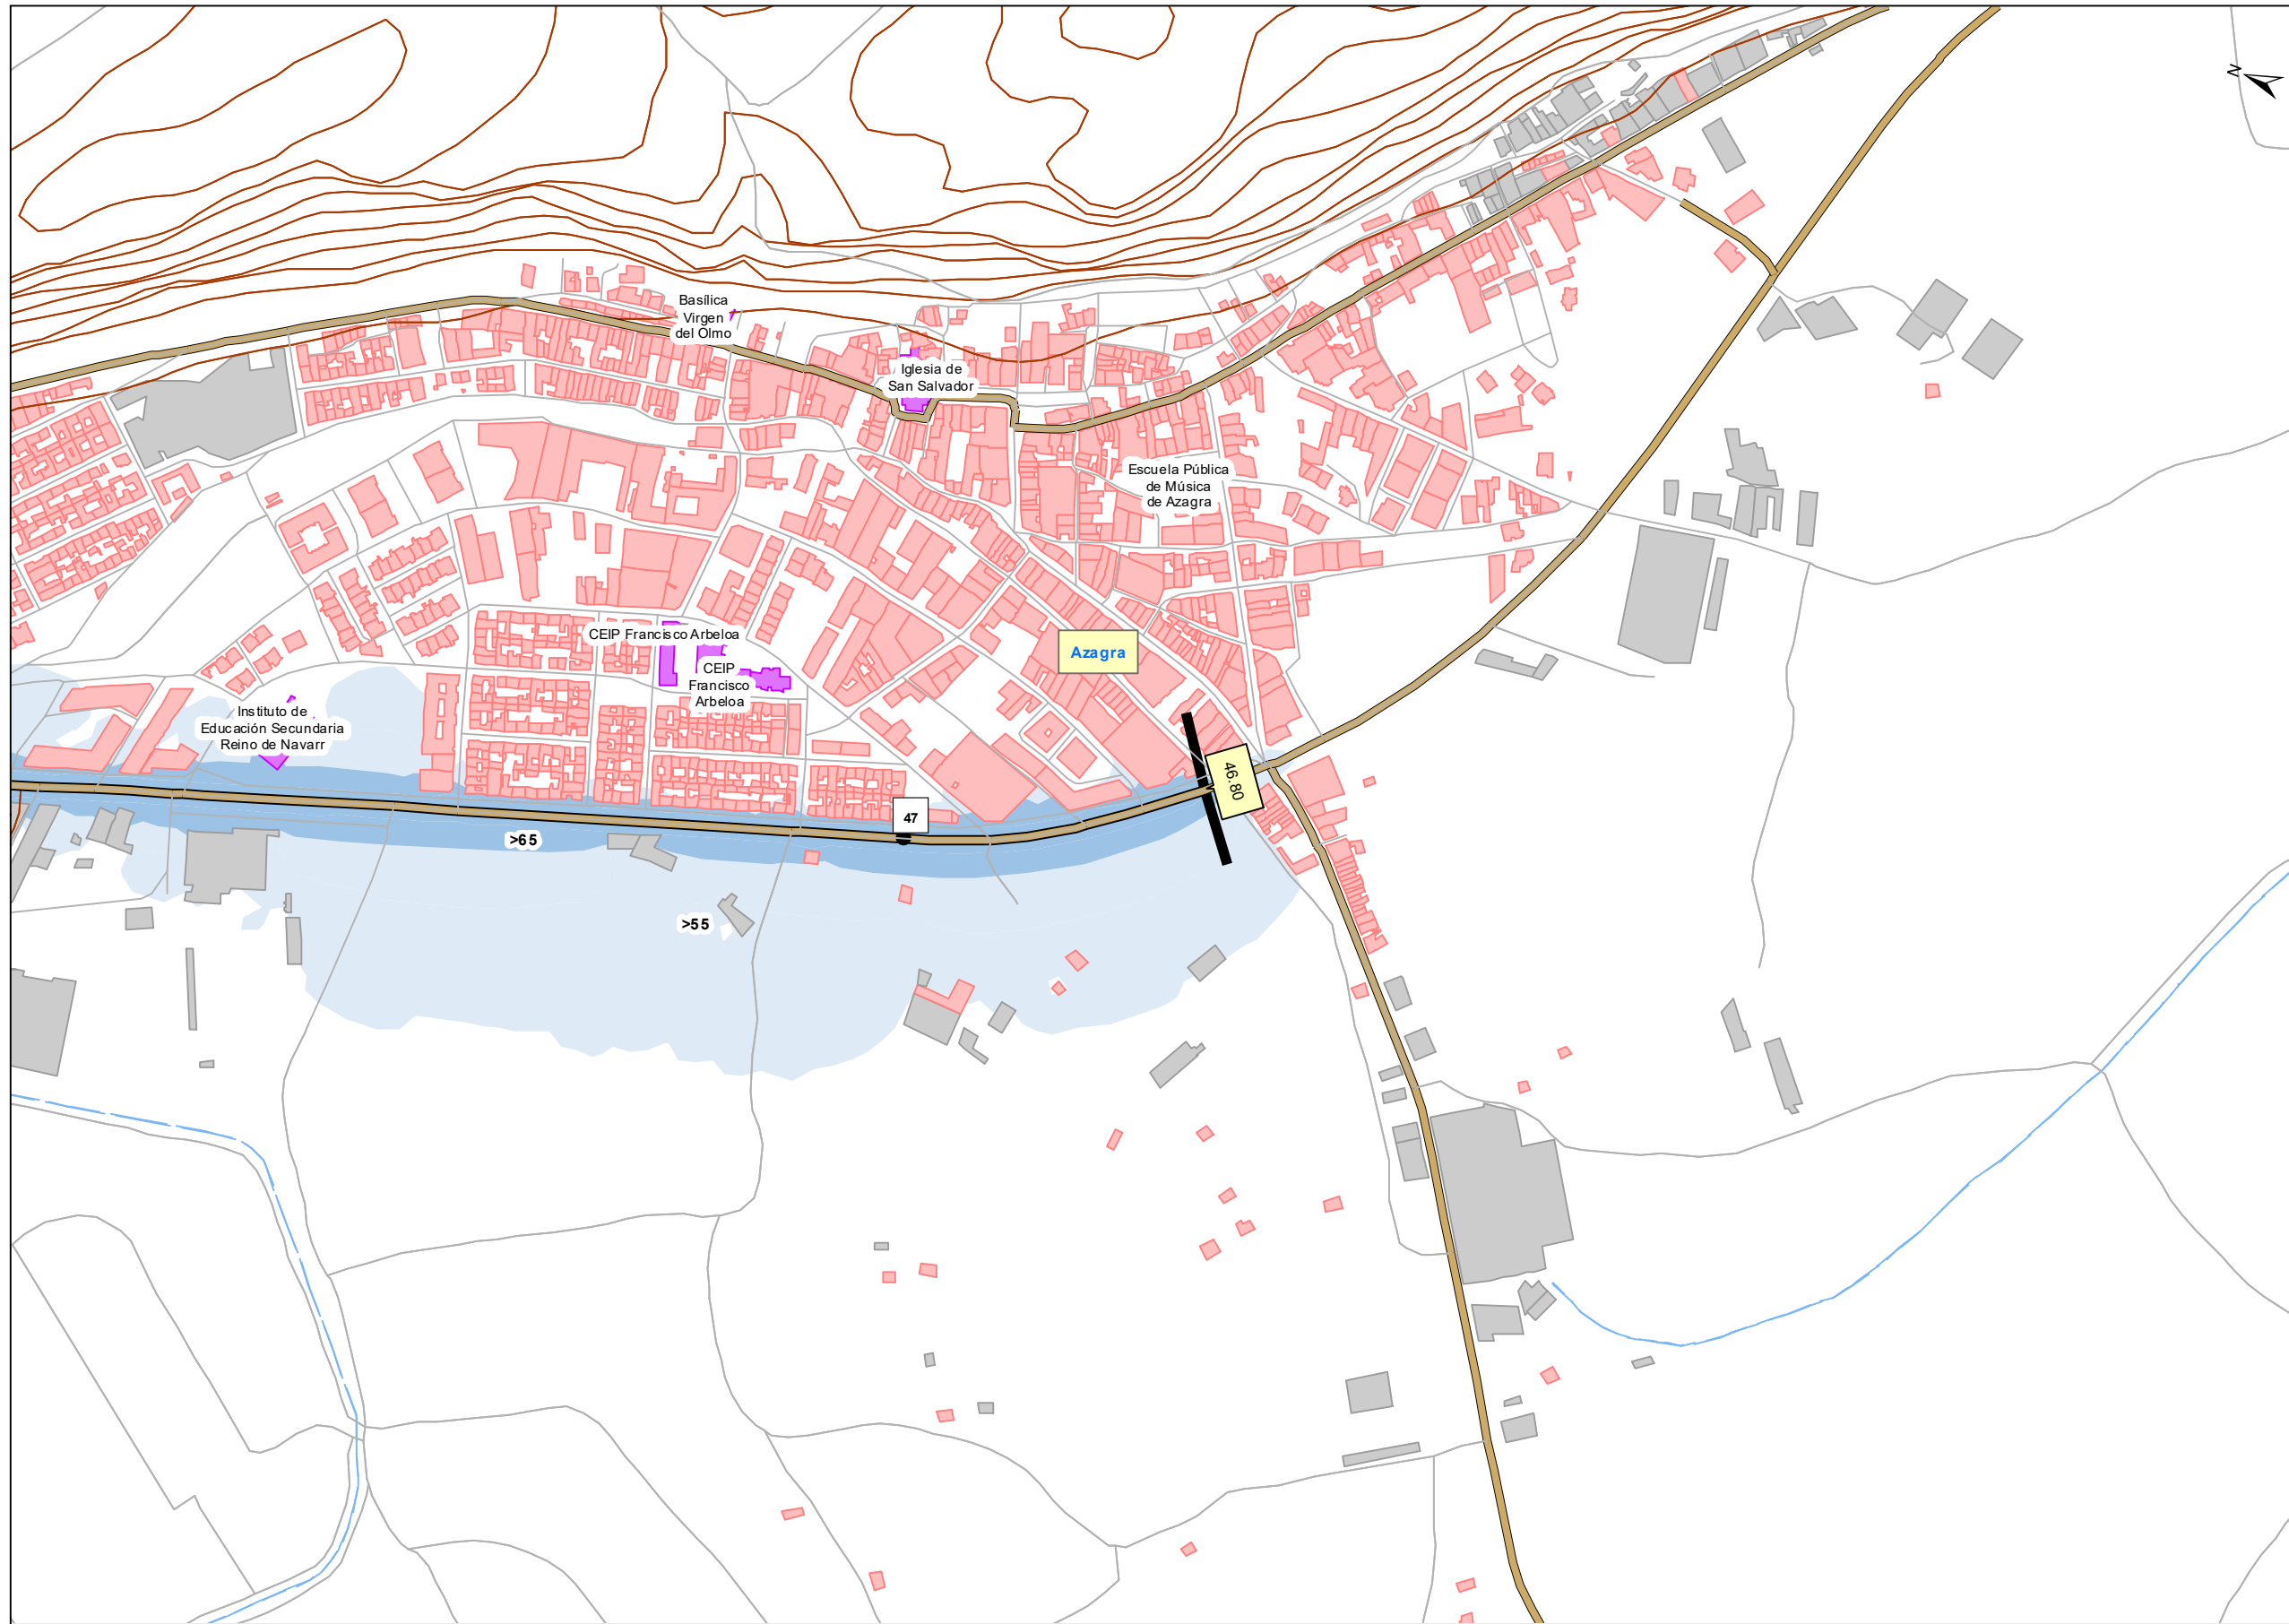 N
Basílica
Virgen
del Olmo
Iglesia de
San Salvador
Escuela Pública
de Música
de Azagra
CEIP Francisco Arbeloa
CEIP
Francisco
Arbeloa
Azagra
Instituto de
Educación Secundaria
Reino de Navarr
46.80
47
>65
>55